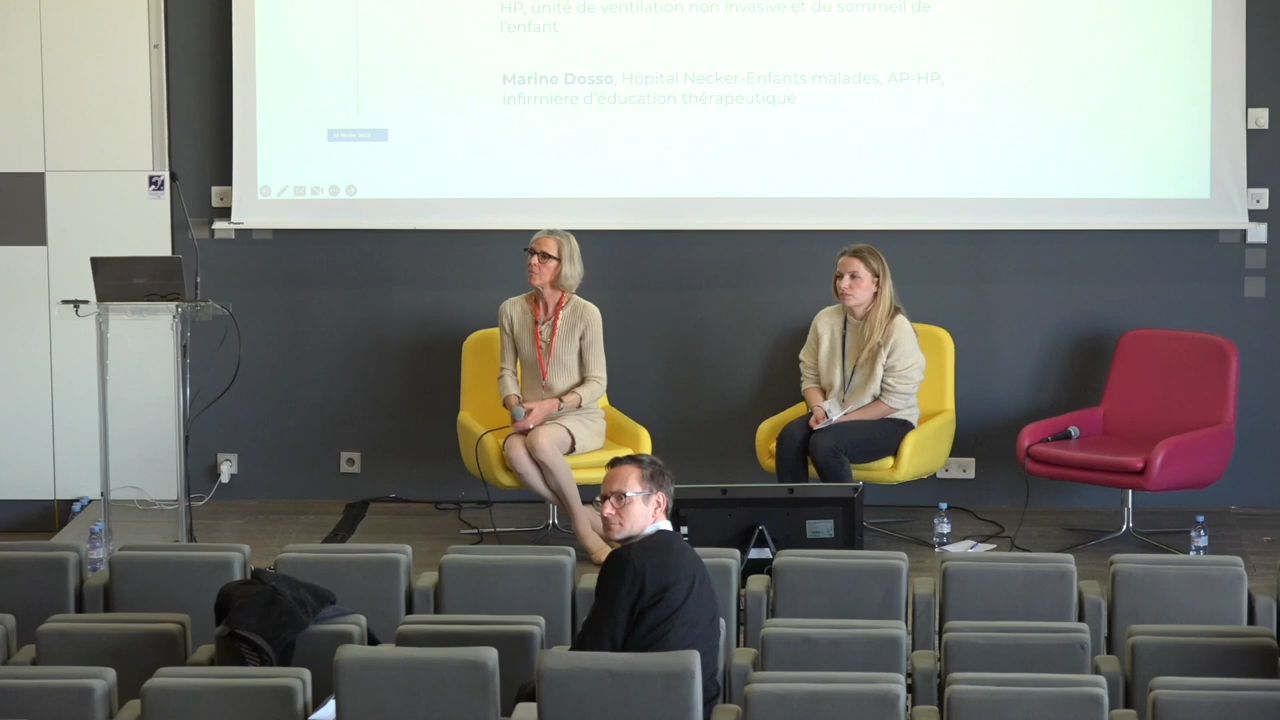 HP, unité de ventilation non invasive et du sommeil de
l'enfant
Marine Dosso, Hôpital Necker-Enfants malades, AP-HP,
infirmière d'éducation thérapeutique